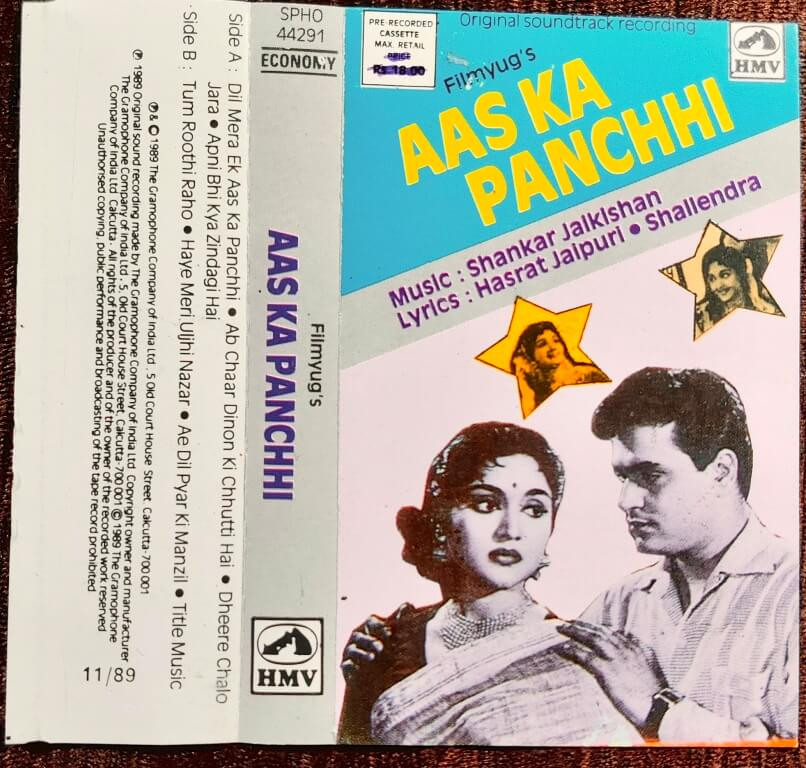 SPHO
44291
ECONOMY
Side A : Dil Mera Ek Aas Ka Panchhi • Ab Chaar Dinon Ki Chhutti Hai • Dheere Chalo
Jara • Apni Bhi Kya Zindagi Hai
Side B : Tum Roothi Raho • Haye Meri Uljhi Nazar • Ae Dil Pyar Ki Manzil • Title Music
℗ & © 1989 The Gramophone Company of India Ltd. 5 Old Court House Street, Calcutta-700 001
℗ 1989 Original sound recording made by The Gramophone Company of India Ltd. Copyright owner and manufacturer
The Gramophone Company of India Ltd. 5, Old Court House Street, Calcutta-700 001 © 1989 The Gramophone
Company of India Ltd. Calcutta. All rights of the producer and of the owner of the recorded work reserved
Unauthorised copying, public performance and broadcasting of the tape record prohibited
11/89
Filmyug's
AAS KA PANCHHI
HMV
PRE-RECORDED
CASSETTE
MAX. RETAIL
PRICE
Rs. 18.00
Original soundtrack recording
HMV
Filmyug's
AAS KA
PANCHHI
Music : Shankar JaikIshan
Lyrics : Hasrat Jaipuri • Shailendra